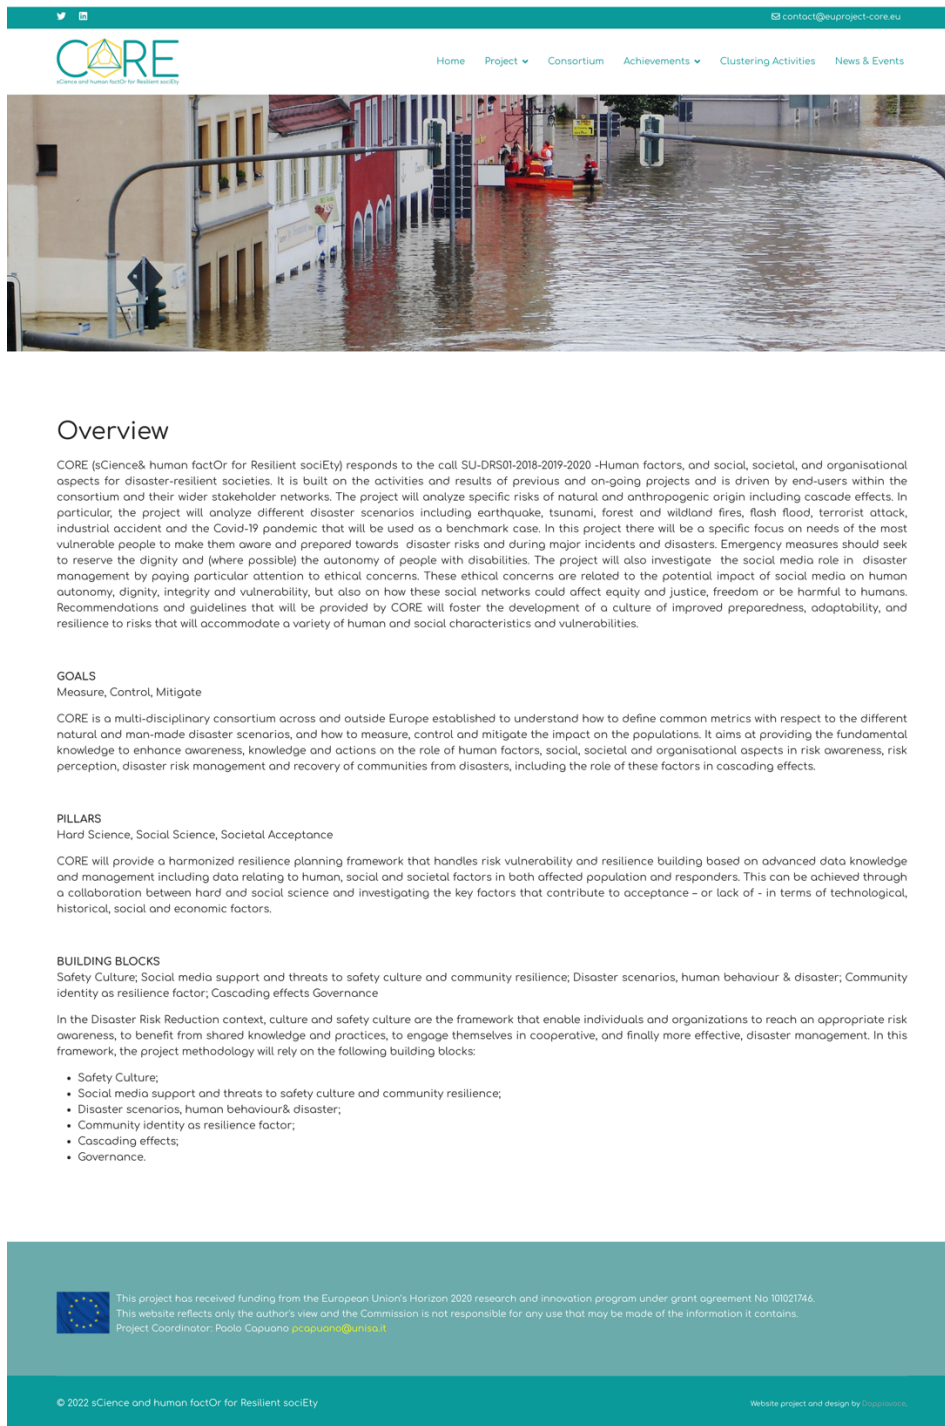 contact@euproject-core.eu
CORE
sCience and human factOr for Resilient sociEty
Home Project Consortium Achievements Clustering Activities News & Events
Overview
CORE (sCience& human factOr for Resilient sociEty) responds to the call SU-DRS01-2018-2019-2020 -Human factors, and social, societal, and organisational
aspects for disaster-resilient societies. It is built on the activities and results of previous and on-going projects and is driven by end-users within the
consortium and their wider stakeholder networks. The project will analyze specific risks of natural and anthropogenic origin including cascade effects. In
particular, the project will analyze different disaster scenarios including earthquake, tsunami, forest and wildland fires, flash flood, terrorist attack,
industrial accident and the Covid-19 pandemic that will be used as a benchmark case. In this project there will be a specific focus on needs of the most
vulnerable people to make them aware and prepared towards disaster risks and during major incidents and disasters. Emergency measures should seek
to reserve the dignity and (where possible) the autonomy of people with disabilities. The project will also investigate the social media role in disaster
management by paying particular attention to ethical concerns. These ethical concerns are related to the potential impact of social media on human
autonomy, dignity, integrity and vulnerability, but also on how these social networks could affect equity and justice, freedom or be harmful to humans.
Recommendations and guidelines that will be provided by CORE will foster the development of a culture of improved preparedness, adaptability, and
resilience to risks that will accommodate a variety of human and social characteristics and vulnerabilities.
GOALS
Measure, Control, Mitigate
CORE is a multi-disciplinary consortium across and outside Europe established to understand how to define common metrics with respect to the different
natural and man-made disaster scenarios, and how to measure, control and mitigate the impact on the populations. It aims at providing the fundamental
knowledge to enhance awareness, knowledge and actions on the role of human factors, social, societal and organisational aspects in risk awareness, risk
perception, disaster risk management and recovery of communities from disasters, including the role of these factors in cascading effects.
PILLARS
Hard Science, Social Science, Societal Acceptance
CORE will provide a harmonized resilience planning framework that handles risk vulnerability and resilience building based on advanced data knowledge
and management including data relating to human, social and societal factors in both affected population and responders. This can be achieved through
a collaboration between hard and social science and investigating the key factors that contribute to acceptance – or lack of - in terms of technological,
historical, social and economic factors.
BUILDING BLOCKS
Safety Culture; Social media support and threats to safety culture and community resilience; Disaster scenarios, human behaviour & disaster; Community
identity as resilience factor; Cascading effects Governance
In the Disaster Risk Reduction context, culture and safety culture are the framework that enable individuals and organizations to reach an appropriate risk
awareness, to benefit from shared knowledge and practices, to engage themselves in cooperative, and finally more effective, disaster management. In this
framework, the project methodology will rely on the following building blocks:
• Safety Culture;
• Social media support and threats to safety culture and community resilience;
• Disaster scenarios, human behaviour& disaster;
• Community identity as resilience factor;
• Cascading effects;
• Governance.
This project has received funding from the European Union's Horizon 2020 research and innovation program under grant agreement No 101021746.
This website reflects only the author's view and the Commission is not responsible for any use that may be made of the information it contains.
Project Coordinator: Paolo Capuano pcapuano@unisa.it
© 2022 sCience and human factOr for Resilient sociEty
Website project and design by Doppiavoce.